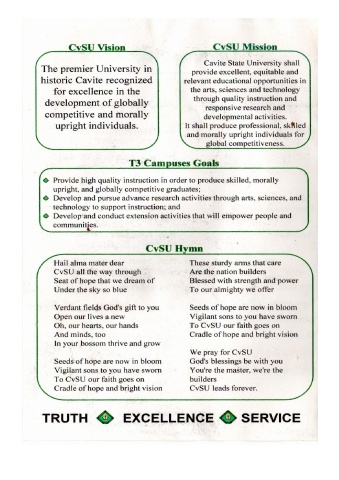 CvSU Vision
The premier University in
historic Cavite recognized
for excellence in the
development of globally
competitive and morally
upright individuals.
CvSU Mission
Cavite State University shall
provide excellent, equitable and
relevant educational opportunities in
the arts, sciences and technology
through quality instruction and
responsive research and
developmental activities.
It shall produce professional, skilled
and morally upright individuals for
global competitiveness.
T3 Campuses Goals
Provide high quality instruction in order to produce skilled, morally
upright, and globally competitive graduates;
Develop and pursue advance research activities through arts, sciences, and
technology to support instruction; and
Develop and conduct extension activities that will empower people and
communities.
CvSU Hymn
Hail alma mater dear
CvSU all the way through
Seat of hope that we dream of
Under the sky so blue
Verdant fields God's gift to you
Open our lives a new
Oh, our hearts, our hands
And minds, too
In your bossom thrive and grow
Seeds of hope are now in bloom
Vigilant sons to you have sworn
To CvSU our faith goes on
Cradle of hope and bright vision
These sturdy arms that care
Are the nation builders
Blessed with strength and power
To our almighty we offer
Seeds of hope are now in bloom
Vigilant sons to you have sworn
To CvSU our faith goes on
Cradle of hope and bright vision
We pray for CvSU
God's blessings be with you
You're the master, we're the
builders
CvSU leads forever.
TRUTH EXCELLENCE SERVICE